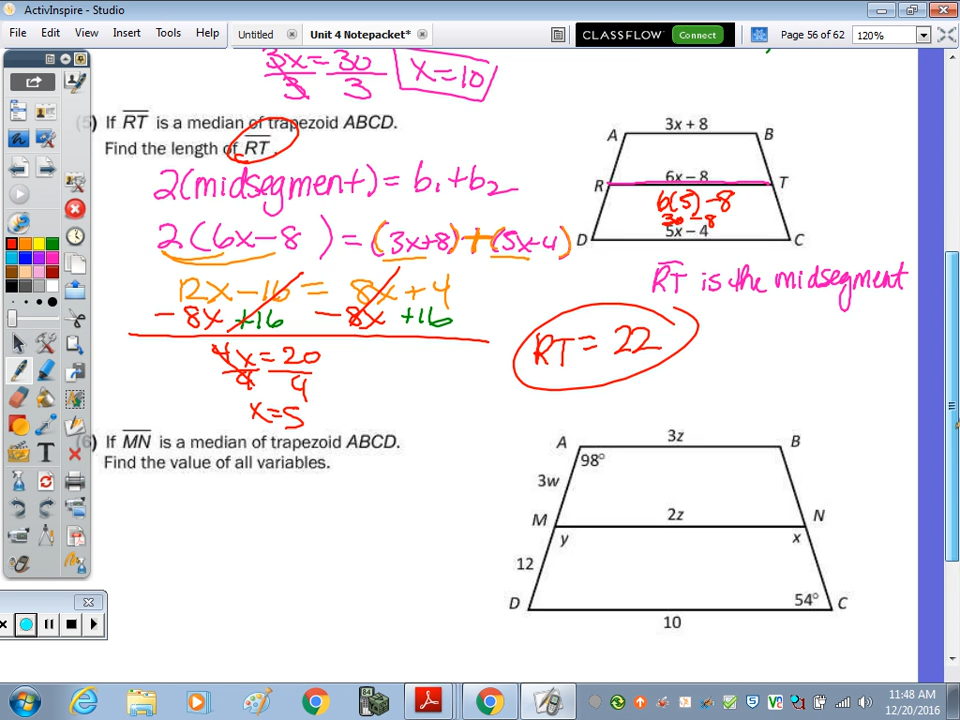 ActivInspire - Studio
File Edit View Insert Tools Help
Untitled
Unit 4 Notepacket*
CLASSFLOW Connect
Page 56 of 62
120%
3x = 30
3 3
x = 10
(5) If RT is a median of trapezoid ABCD.
Find the length of RT.
2(midsegment) = b1 + b2
2(6x-8) = (3x+8)+(5x-4)
12x-16 = 8x+4
-8x +16 -8x +16
4x = 20
4 4
x=5
A 3x + 8 B
R 6x – 8 T
6(5)-8
30-8
D 5x – 4 C
RT is the midsegment
RT = 22
(6) If MN is a median of trapezoid ABCD.
Find the value of all variables.
A 3z B
98°
3w
M 2z N
y x
12
54°
D C
10
11:48 AM
12/20/2016